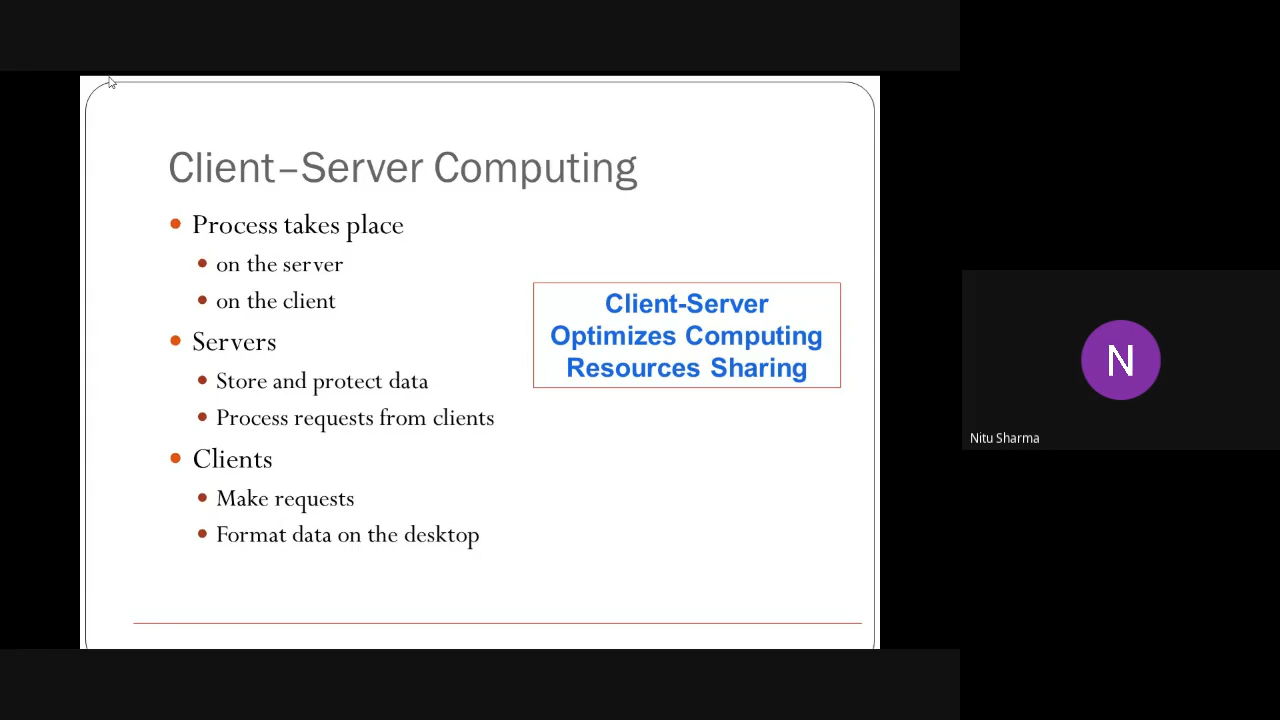 Client–Server Computing
Process takes place
on the server
on the client
Servers
Store and protect data
Process requests from clients
Clients
Make requests
Format data on the desktop
Client-Server
Optimizes Computing
Resources Sharing
N
Nitu Sharma